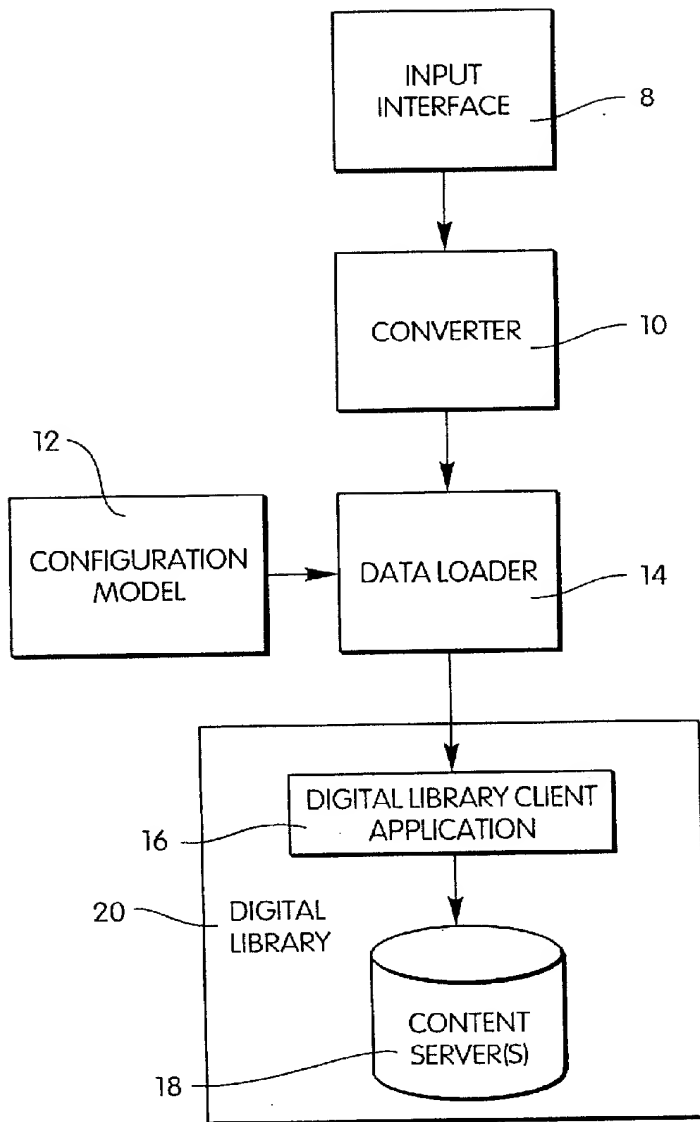 INPUT
INTERFACE
8
CONVERTER
10
12
CONFIGURATION
MODEL
DATA LOADER
14
DIGITAL LIBRARY CLIENT
APPLICATION
16
20
DIGITAL
LIBRARY
CONTENT
SERVER(S)
18